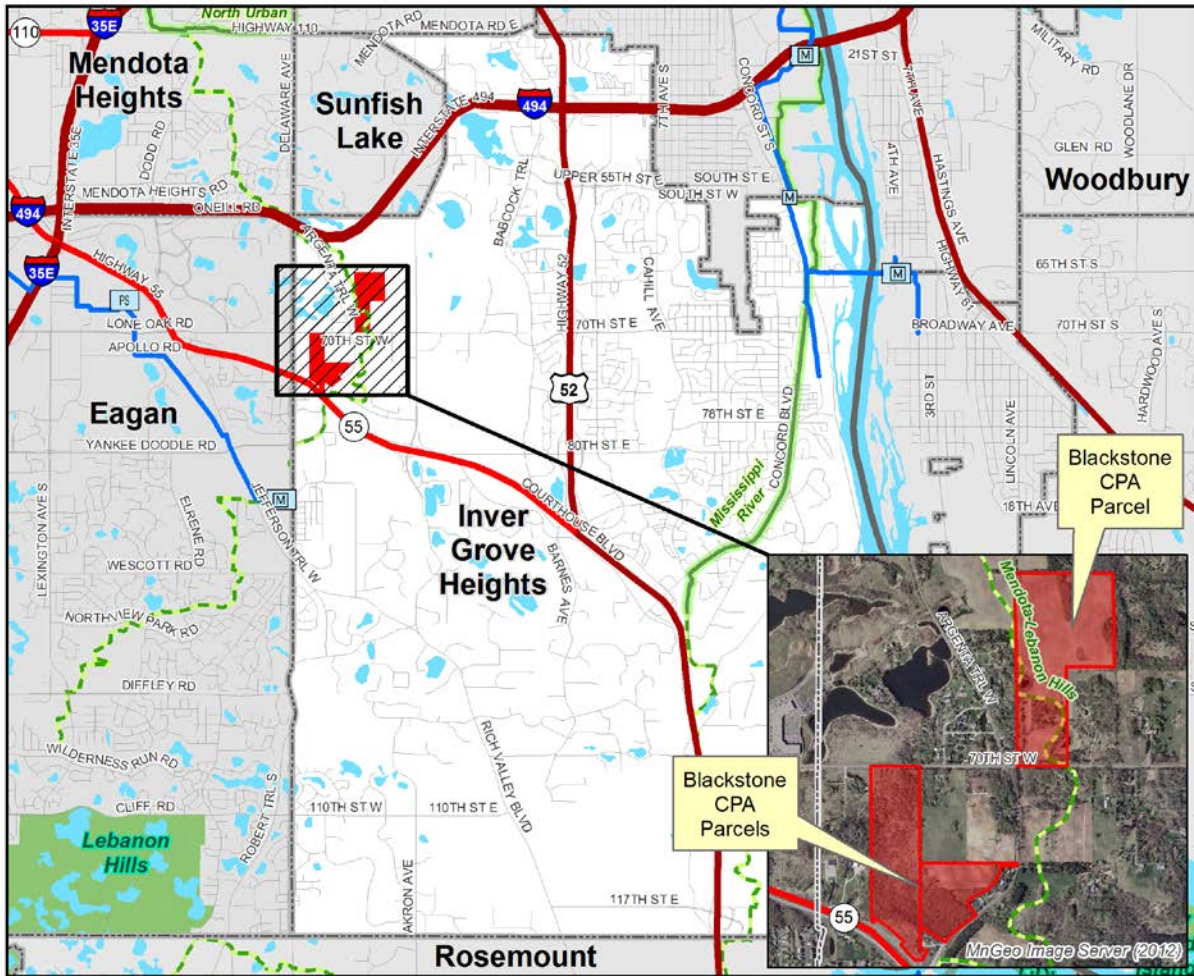 North Urban
HIGHWAY 110
110
35E
MENDOTA RD
MENDOTA RD E
Mendota
Heights
DELAWARE AVE
Sunfish
Lake
INTERSTATE 494
494
7TH AVE S
CONCORD ST S
M
21ST ST
7TH AVE
MILITARY RD
WOODLANE DR
GLEN RD
Woodbury
INTERSTATE 35E
DODD RD
MENDOTA HEIGHTS RD
ONEILL RD
494
35E
HIGHWAY 55
BABCOCK TRL
UPPER 55TH ST E
SOUTH ST E
SOUTH ST W
M
4TH AVE
HASTINGS AVE
HIGHWAY 61
65TH ST S
ARGENTA TRL W
70TH ST W
HIGHWAY 52
CAHILL AVE
70TH ST E
M
BROADWAY AVE
70TH ST S
HARDWOOD AVE S
PS
LONE OAK RD
APOLLO RD
Eagan
YANKEE DOODLE RD
55
52
78TH ST E
80TH ST E
CONCORD BLVD
3RD ST
LINCOLN AVE
18TH AVE
Blackstone
CPA
Parcel
LEXINGTON AVE S
ELRENE RD
JEFFERSON TRL W
M
WESCOTT RD
NORTHVIEW PARK RD
DIFFLEY RD
WILDERNESS RUN RD
CLIFF RD
Lebanon
Hills
ROBERT TRL S
Inver
Grove
Heights
COURTHOUSE BLVD
BARNES AVE
Mississippi
River
RICH VALLEY BLVD
110TH ST W
110TH ST E
AKRON AVE
117TH ST E
Rosemount
Mendota-Lebanon Hills
ARGENTA TRL W
70TH ST W
Blackstone
CPA
Parcels
55
MnGeo Image Server (2012)